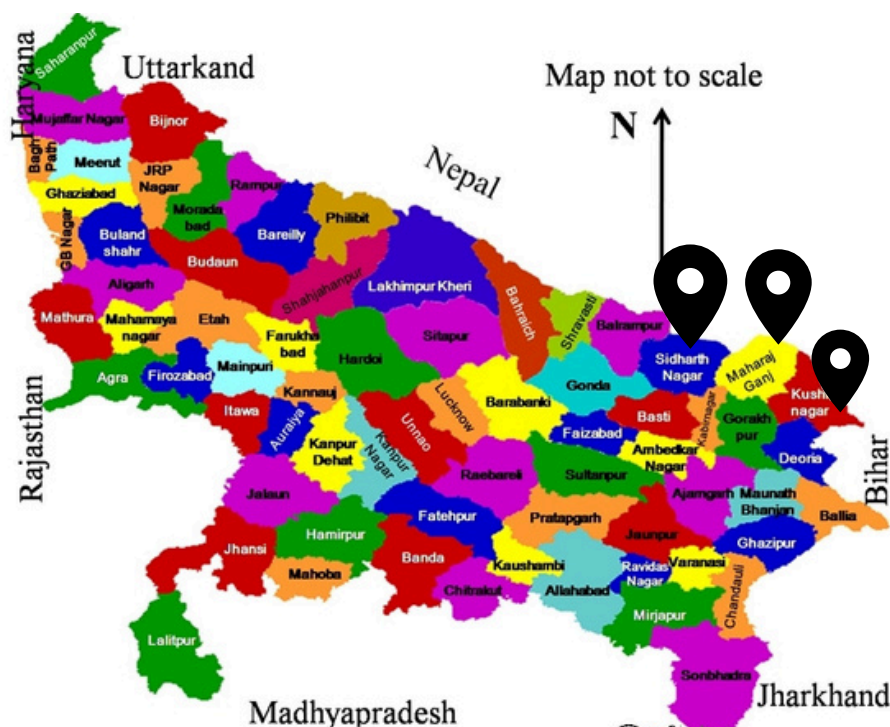 Saharanpur
Haryana
Uttarkand
Map not to scale
N
Mujaffar Nagar
Bijnor
Bagh
Path
Meerut
JRP
Nagar
Nepal
Ghaziabad
Morada
bad
Rampur
GB Nagar
Buland
shahr
Bareilly
Philibit
Budaun
Aligarh
Shahjahanpur
Lakhimpur Kheri
Bahraich
Shravasti
Balrampur
Mathura
Mahamaya
nagar
Etah
Farukha
bad
Hardoi
Sitapur
Sidharth
Nagar
Maharaj
Ganj
Agra
Firozabad
Mainpuri
Kannauj
Lucknow
Barabanki
Gonda
Basti
Kabirnagar
Gorakh
pur
Kushi
nagar
Rajasthan
Itawa
Auraiya
Kanpur
Dehat
Kanpur
Nagar
Unnao
Faizabad
Ambedkar
Nagar
Deoria
Bihar
Jalaun
Raebareli
Sultanpur
Ajamgarh
Maunath
Bhanjan
Ballia
Jhansi
Hamirpur
Fatehpur
Pratapgarh
Jaunpur
Ghazipur
Mahoba
Banda
Kaushambi
Ravidas
Nagar
Varanasi
Chandauli
Chitrakut
Allahabad
Mirjapur
Lalitpur
Sonbhadra
Madhyapradesh
Jharkhand